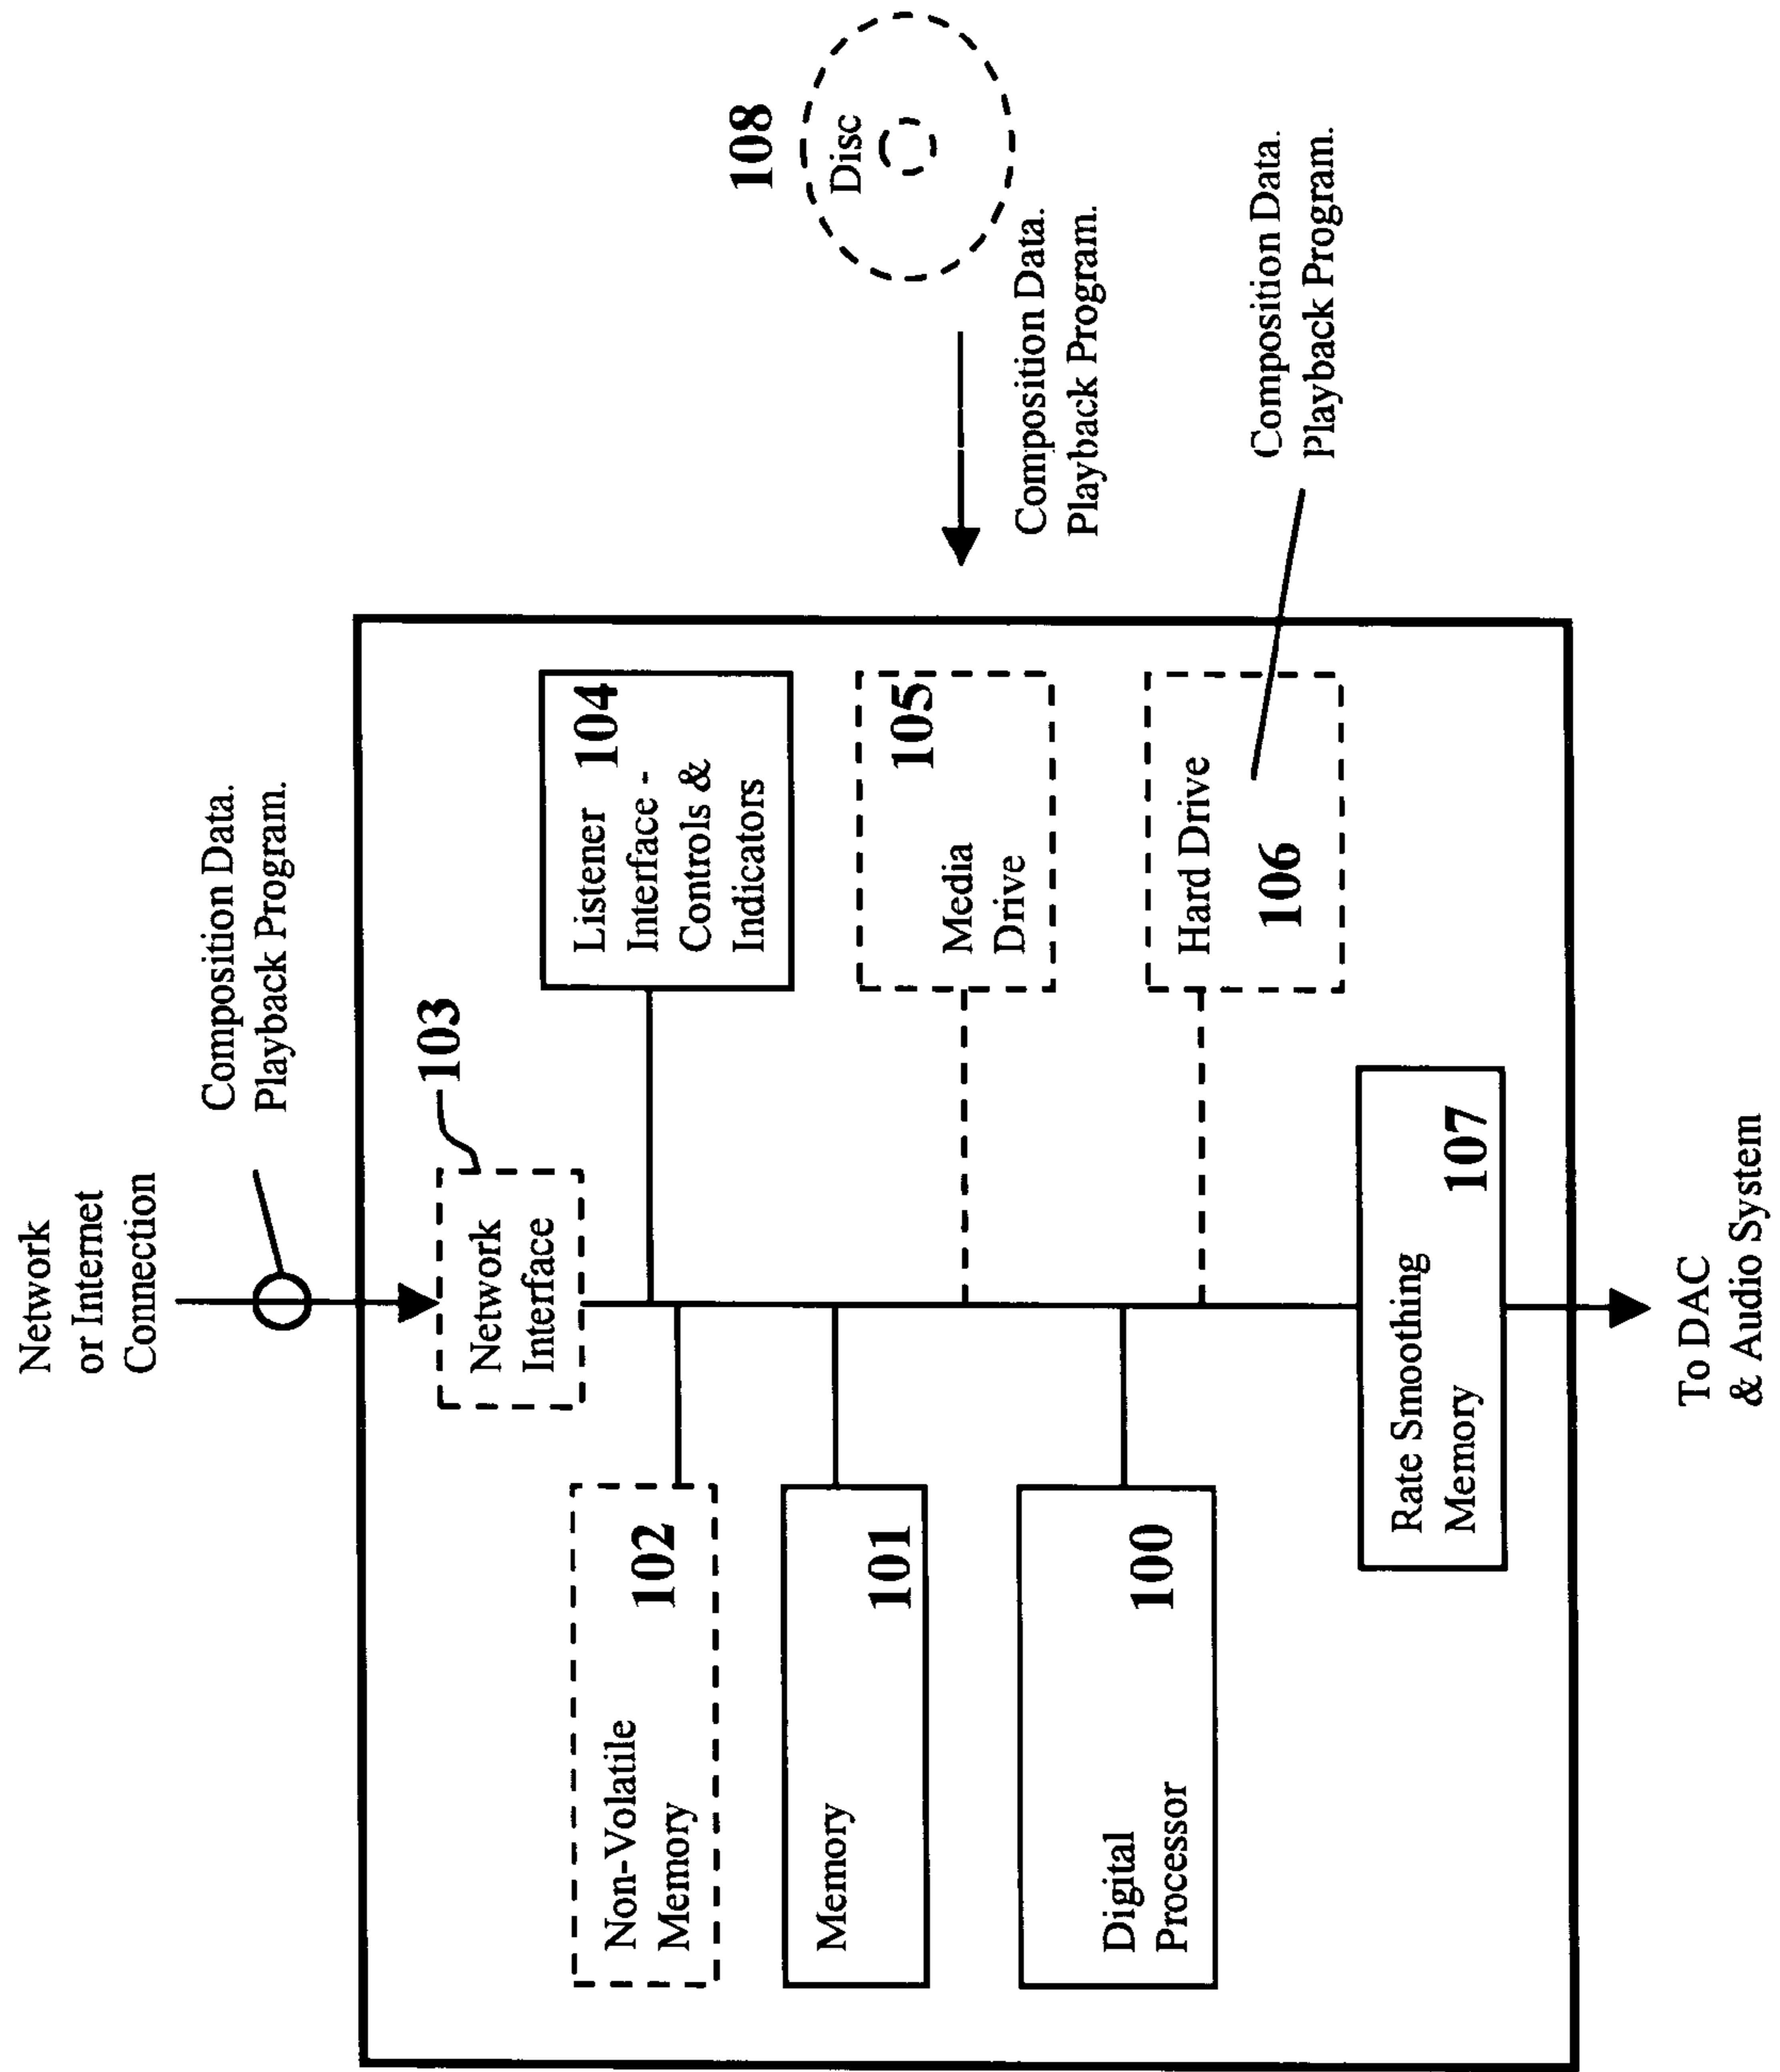 Network
or Internet
Connection
Composition Data.
Playback Program.
103
Network
Interface
Non-Volatile
Memory
102
Listener 104
Interface -
Controls &
Indicators
108
Disc
Memory
101
Media
Drive
105
Composition Data.
Playback Program.
Digital
Processor
100
Hard Drive
106
Composition Data.
Playback Program.
Rate Smoothing
Memory 107
To DAC
& Audio System